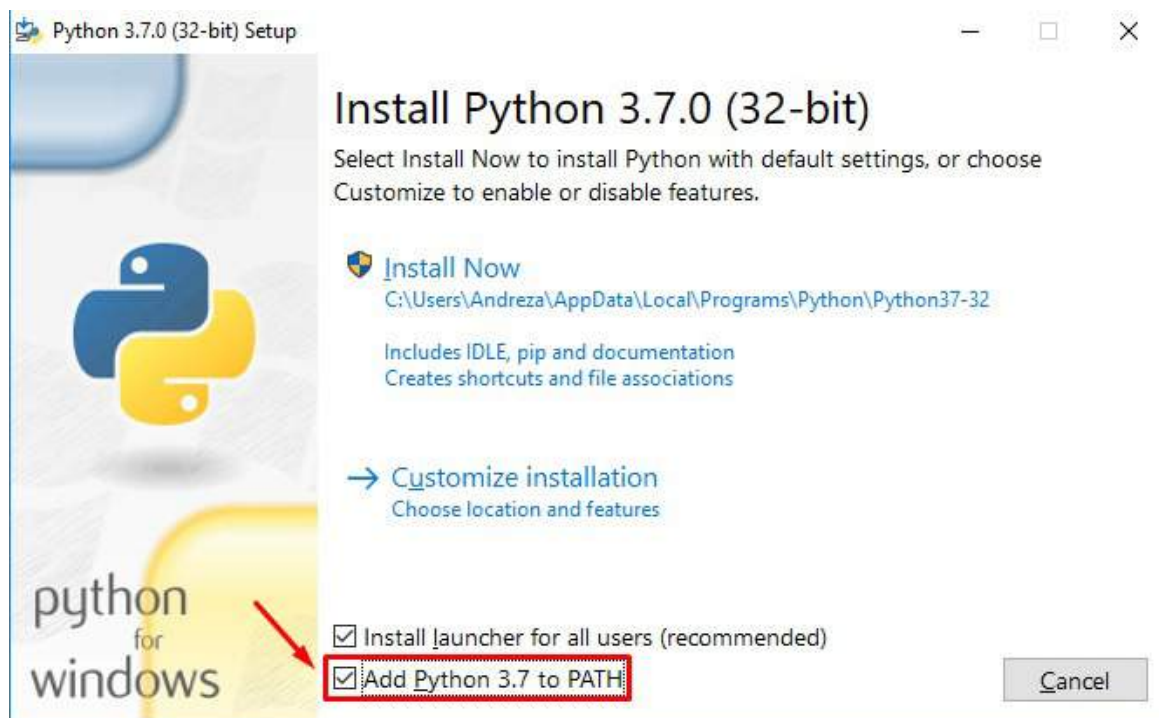 Python 3.7.0 (32-bit) Setup
Install Python 3.7.0 (32-bit)
Select Install Now to install Python with default settings, or choose
Customize to enable or disable features.
Install Now
C:\Users\Andreza\AppData\Local\Programs\Python\Python37-32
Includes IDLE, pip and documentation
Creates shortcuts and file associations
Customize installation
Choose location and features
python
for
windows
Install launcher for all users (recommended)
Add Python 3.7 to PATH
Cancel